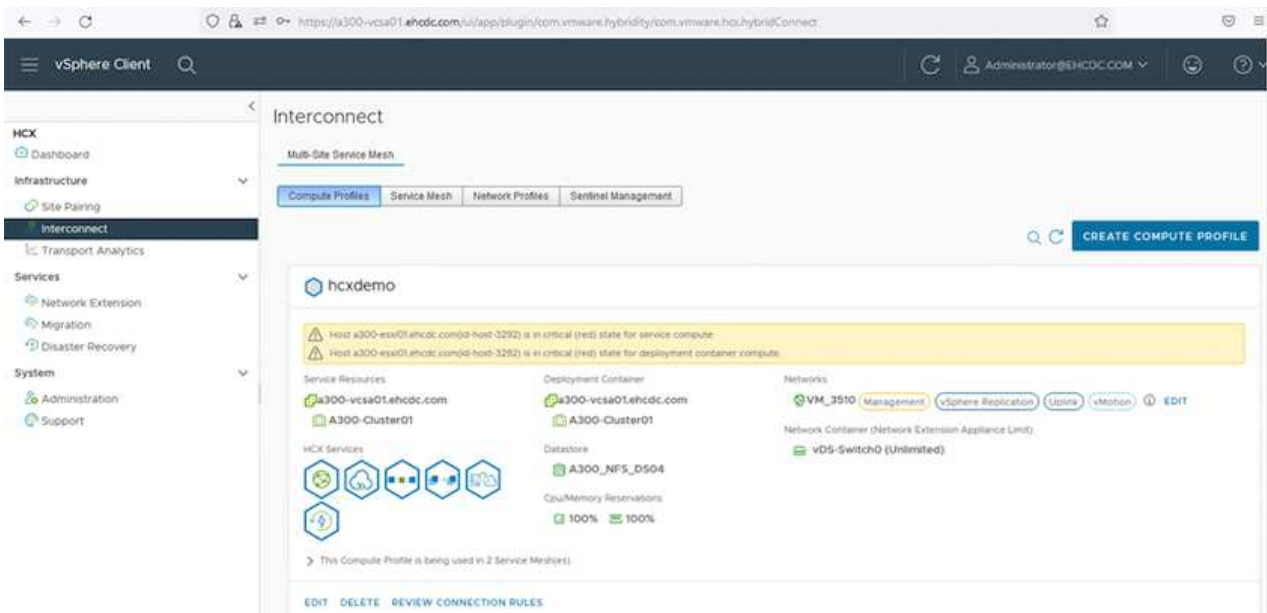 https://a300-vcsa01.ehcdc.com/ui/app/plugin/com.vmware.hybridity/com.vmware.hcx.hybridConnect
vSphere Client
Administrator@EHCDC.COM
HCX
Dashboard
Infrastructure
Site Pairing
Interconnect
Transport Analytics
Services
Network Extension
Migration
Disaster Recovery
System
Administration
Support
Interconnect
Multi-Site Service Mesh
Compute Profiles Service Mesh Network Profiles Sentinel Management
CREATE COMPUTE PROFILE
hcxdemo
Host a300-esxi01.ehcdc.com(id-host-3292) is in critical (red) state for service compute.
Host a300-esxi01.ehcdc.com(id-host-3292) is in critical (red) state for deployment container compute.
Service Resources
a300-vcsa01.ehcdc.com
A300-Cluster01
HCX Services
Deployment Container
a300-vcsa01.ehcdc.com
A300-Cluster01
Datastore
A300_NFS_DS04
Cpu/Memory Reservations
100% 100%
Networks
VM_3510 Management vSphere Replication Uplink vMotion EDIT
Network Container (Network Extension Appliance Limit)
vDS-Switch0 (Unlimited)
This Compute Profile is being used in 2 Service Mesh(es)
EDIT DELETE REVIEW CONNECTION RULES